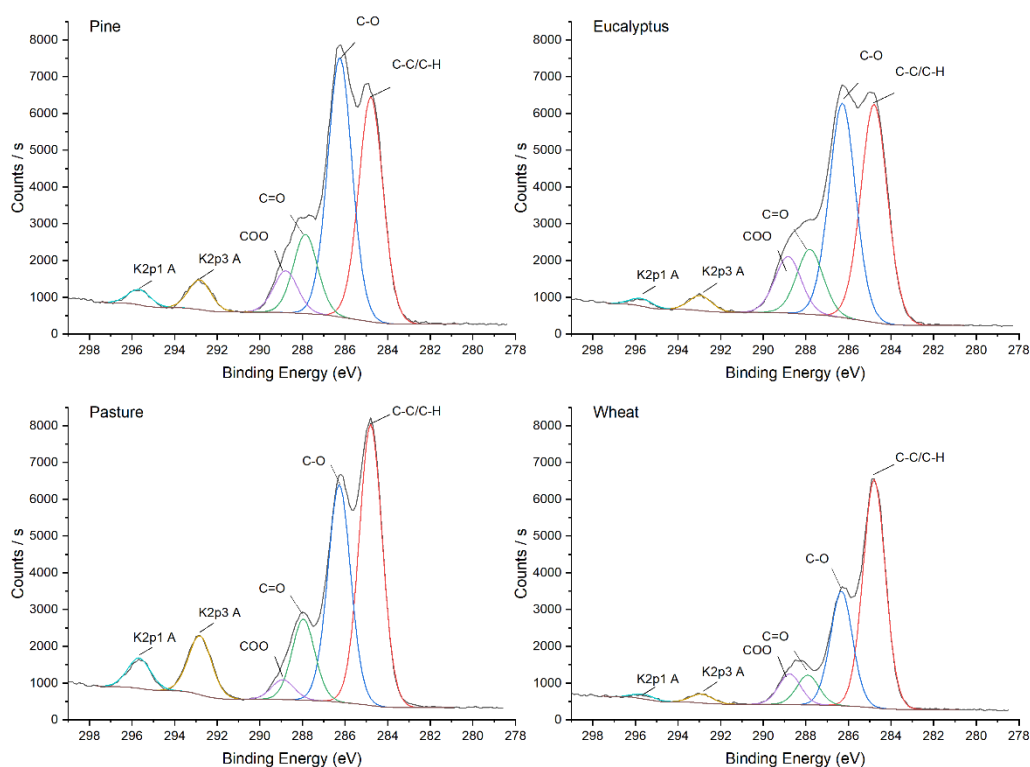 Pine
C-O
C-C/C-H
C=O
COO
K2p3 A
K2p1 A
8000
7000
6000
5000
4000
3000
2000
1000
0
Counts / s
298 296 294 292 290 288 286 284 282 280 278
Binding Energy (eV)
Eucalyptus
C-O
C-C/C-H
C=O
COO
K2p1 A
K2p3 A
8000
7000
6000
5000
4000
3000
2000
1000
0
Counts / s
298 296 294 292 290 288 286 284 282 280 278
Binding Energy (eV)
Pasture
C-C/C-H
C-O
C=O
K2p3 A
K2p1 A
COO
8000
7000
6000
5000
4000
3000
2000
1000
0
Counts / s
298 296 294 292 290 288 286 284 282 280 278
Binding Energy (eV)
Wheat
C-C/C-H
C-O
C=O
COO
K2p3 A
K2p1 A
8000
7000
6000
5000
4000
3000
2000
1000
0
Counts / s
298 296 294 292 290 288 286 284 282 280 278
Binding Energy (eV)